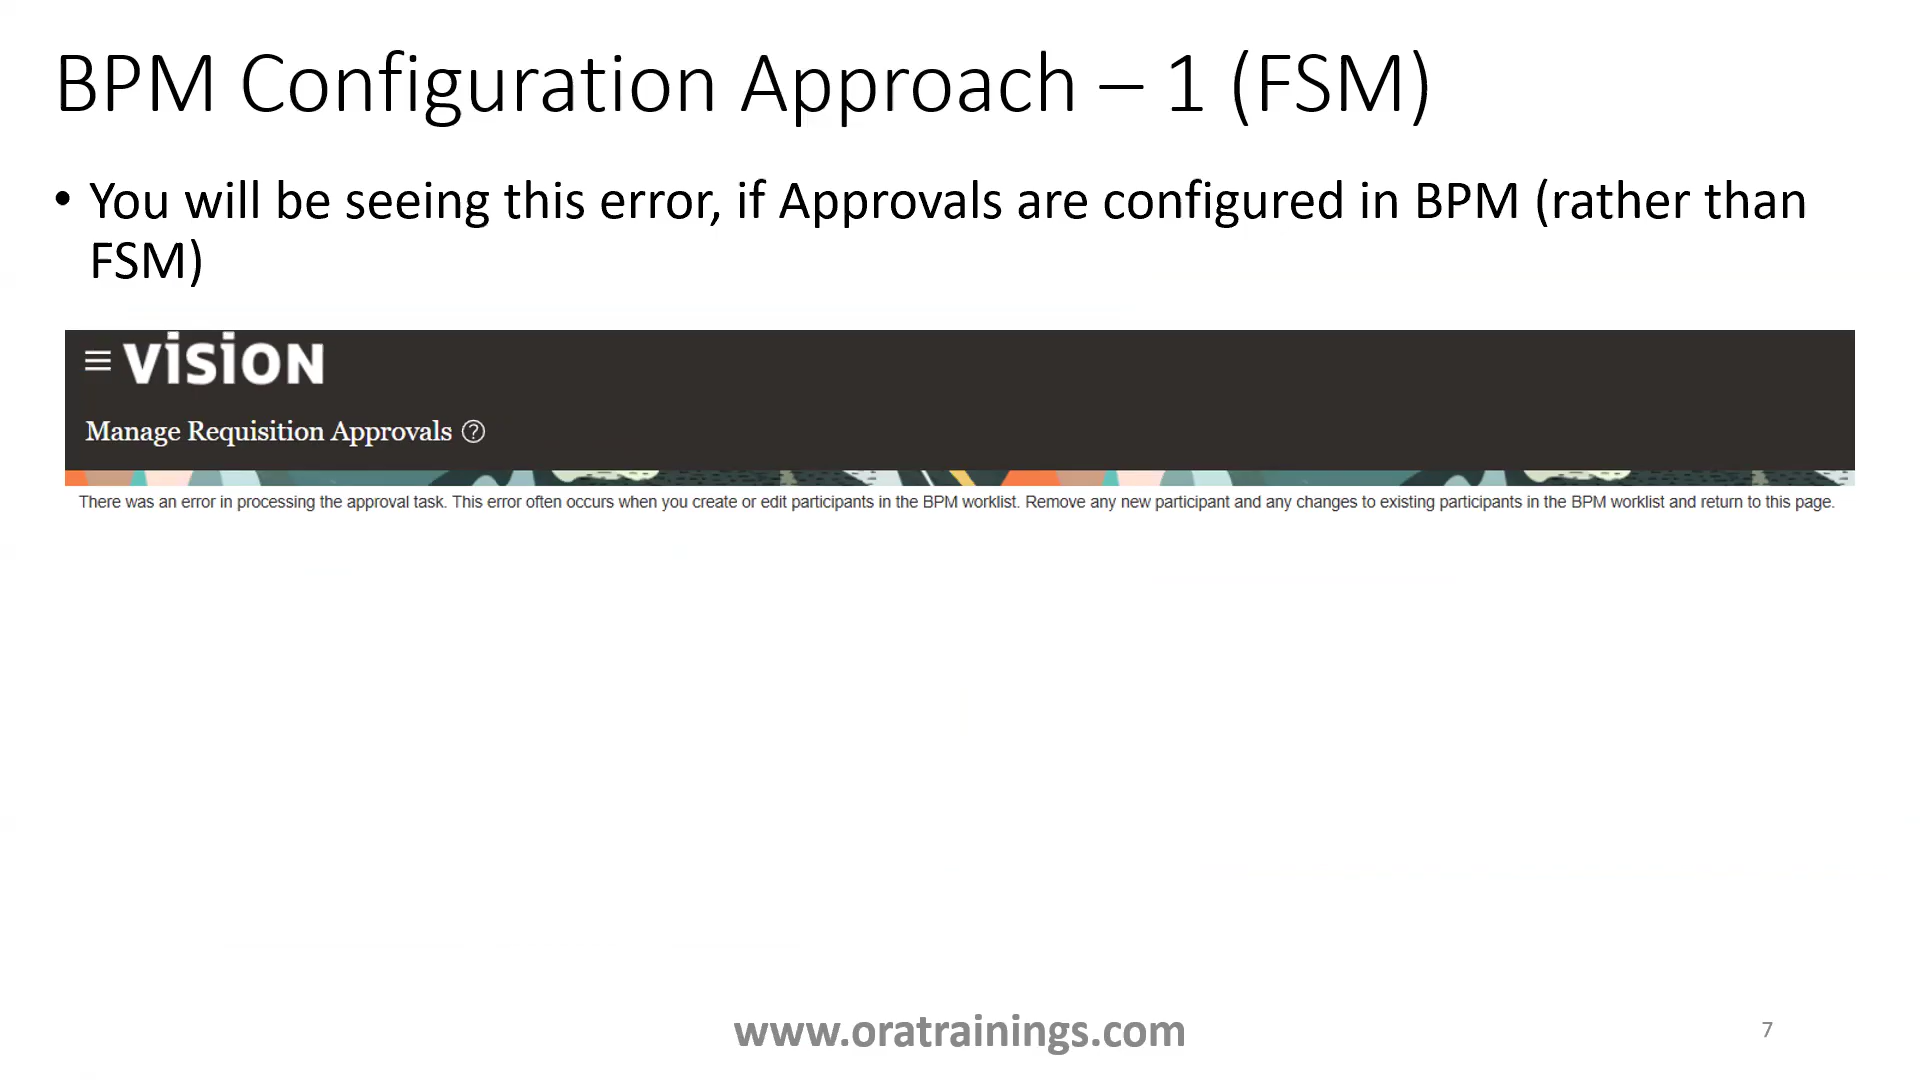 BPM Configuration Approach – 1 (FSM)
• You will be seeing this error, if Approvals are configured in BPM (rather than
FSM)
VISION
Manage Requisition Approvals ?
There was an error in processing the approval task. This error often occurs when you create or edit participants in the BPM worklist. Remove any new participant and any changes to existing participants in the BPM worklist and return to this page.
www.oratrainings.com
7